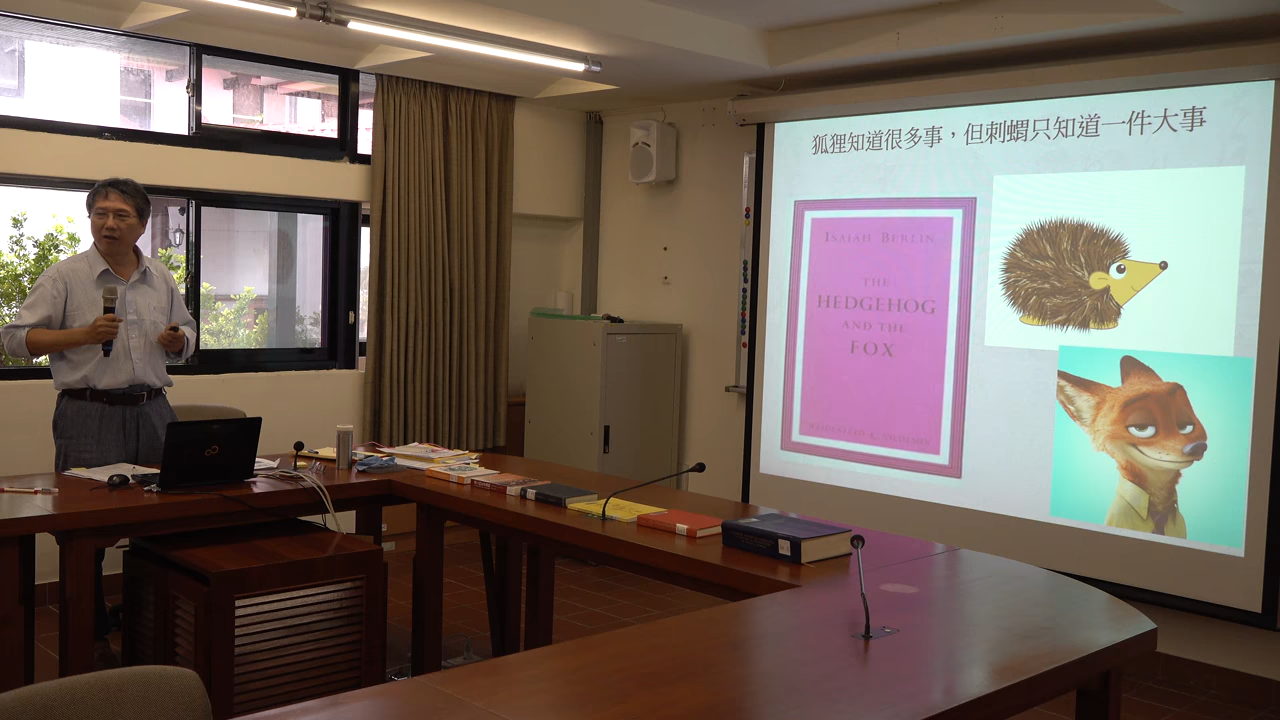 狐狸知道很多事，但刺蝟只知道一件大事
ISAIAH BERLIN
THE
HEDGEHOG
AND THE
FOX